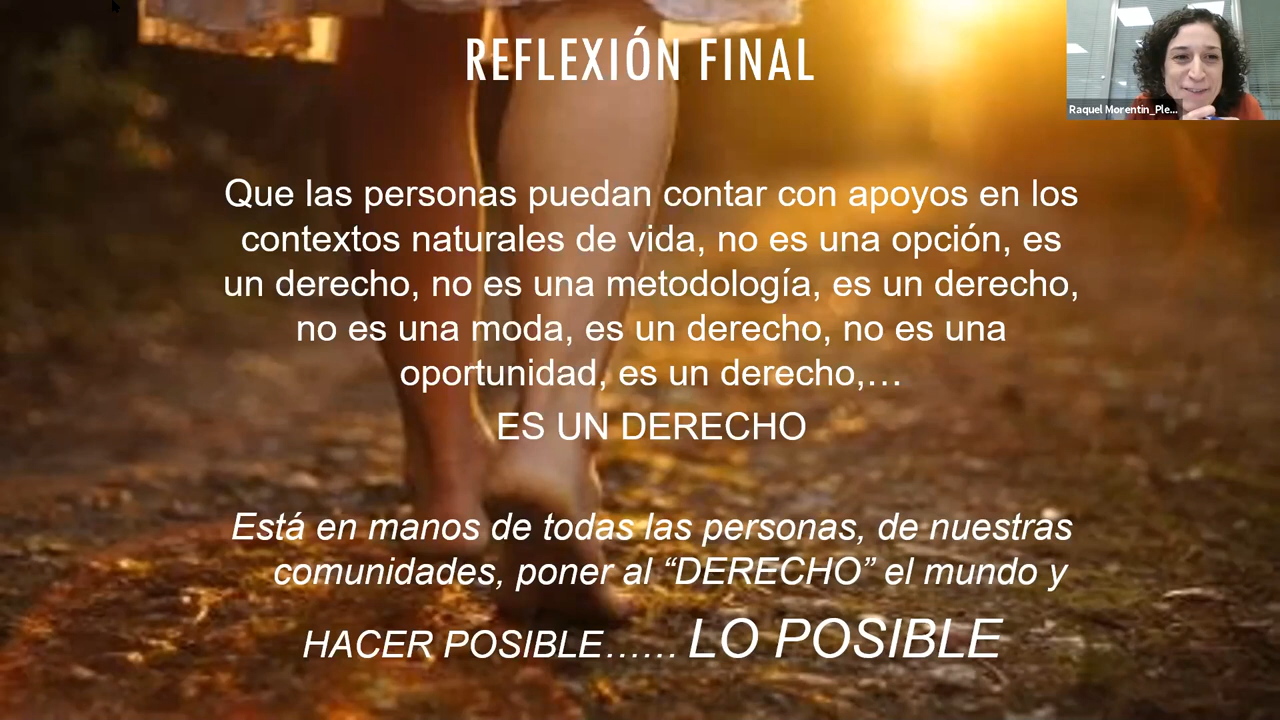 REFLEXIÓN FINAL
Raquel Morentin_Ple...
Que las personas puedan contar con apoyos en los
contextos naturales de vida, no es una opción, es
un derecho, no es una metodología, es un derecho,
no es una moda, es un derecho, no es una
oportunidad, es un derecho,…
ES UN DERECHO
Está en manos de todas las personas, de nuestras
comunidades, poner al “DERECHO” el mundo y
HACER POSIBLE…… LO POSIBLE